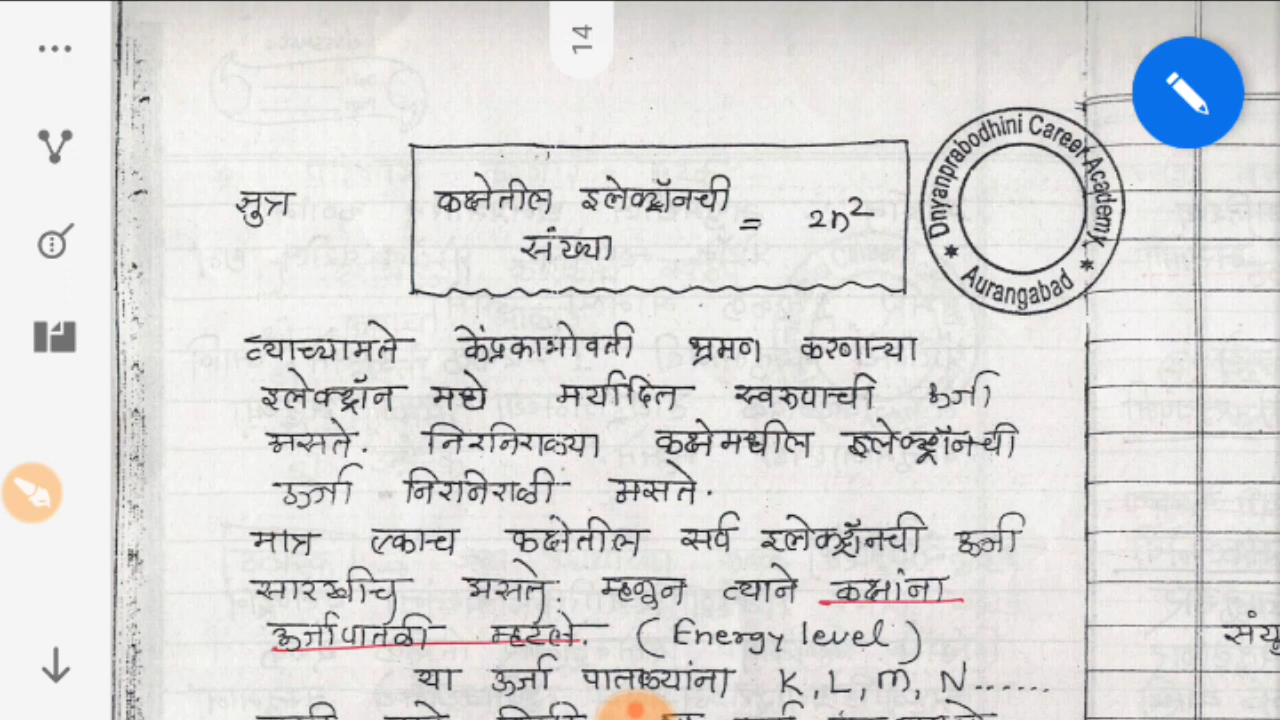 14
Dnyanprabodhini Career Academy
Aurangabad
सुत्र
कक्षेतील इलेक्ट्रॉनची
संख्या
= 2n²
त्याच्यामते केंद्रकाभोवती भ्रमण करणाऱ्या
इलेक्ट्रॉन मध्ये मर्यादित स्वरुपाची ऊर्जा
असते. निरनिराळ्या कक्षेमधील इलेक्ट्रॉनची
ऊर्जा निरनिराळी असते.
मात्र एकाच कक्षेतील सर्व इलेक्ट्रॉनची ऊर्जा
सारखीच असते. म्हणून त्याने कक्षांना
ऊर्जापातळी म्हटले. (Energy level)
या ऊर्जा पातळ्यांना K, L, M, N......